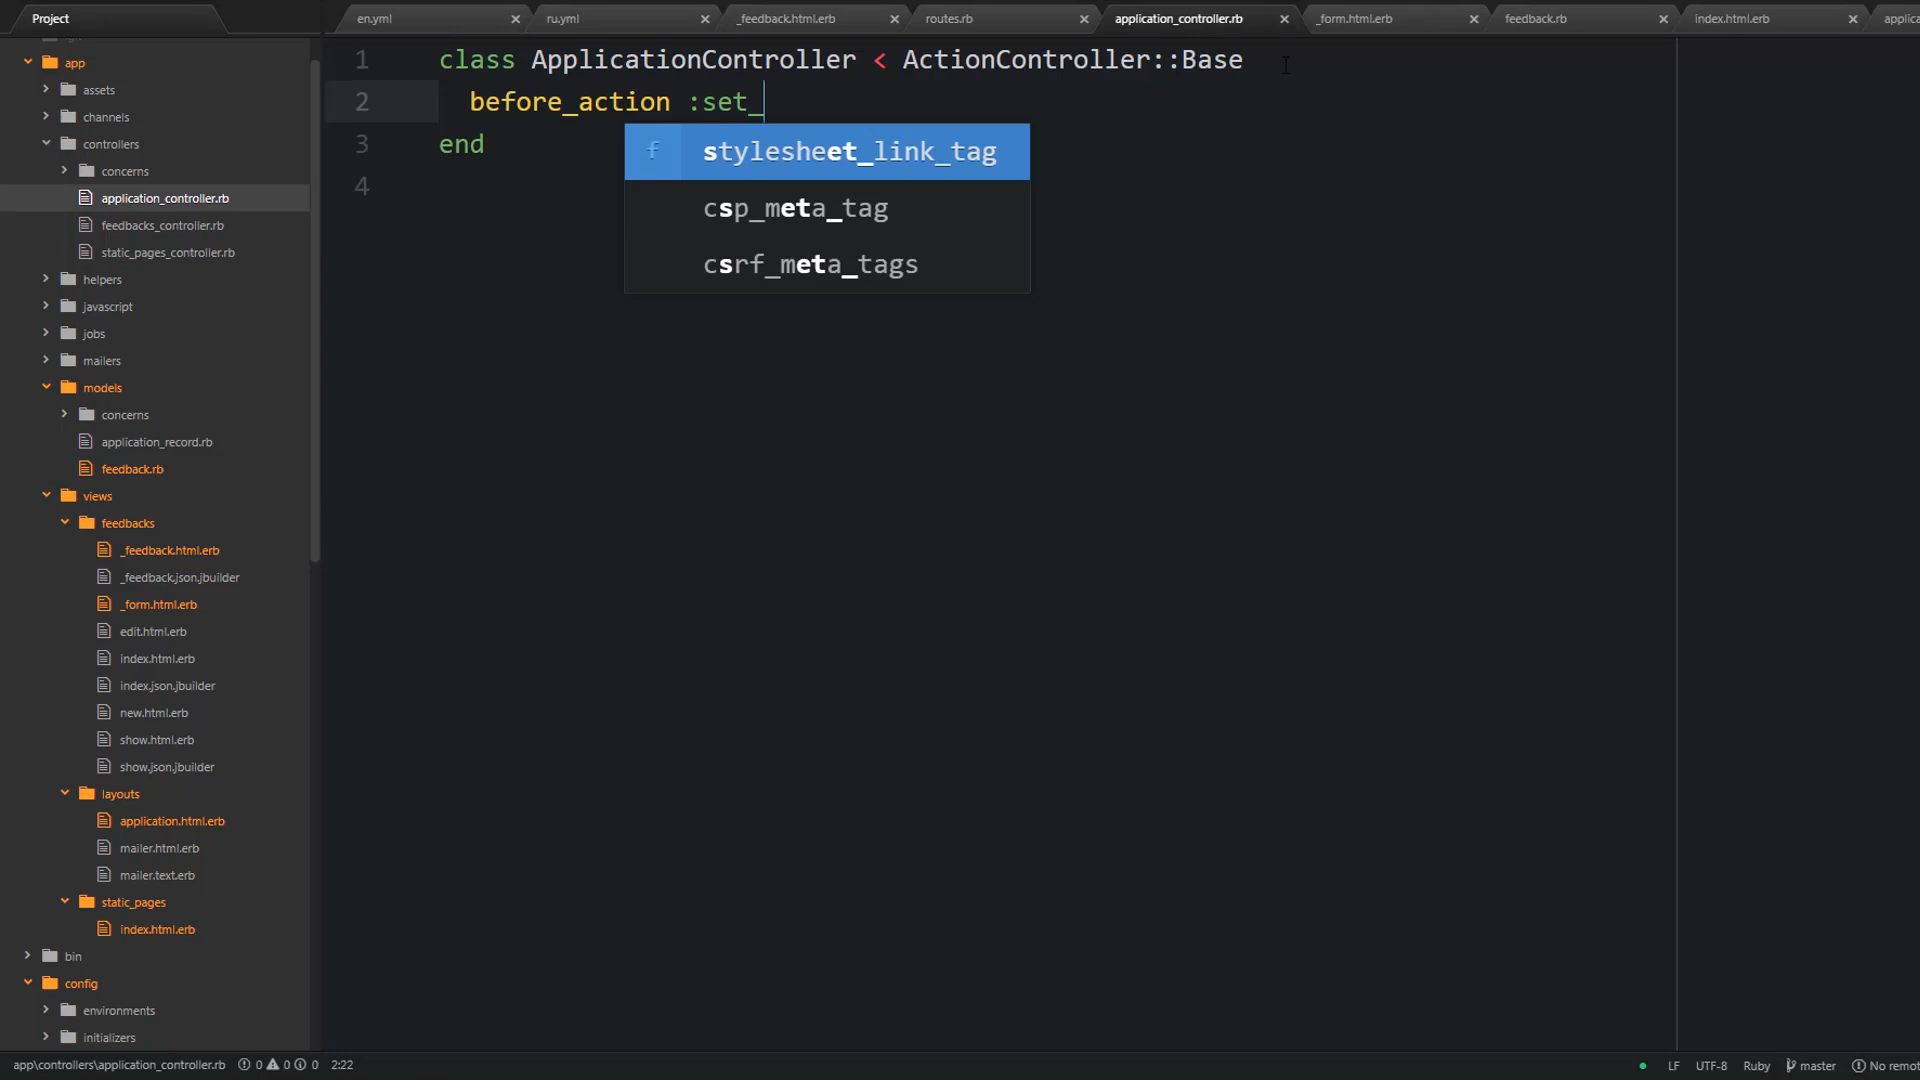 Project
en.yml
ru.yml
_feedback.html.erb
routes.rb
application_controller.rb
_form.html.erb
feedback.rb
index.html.erb
applic
app
assets
channels
controllers
concerns
application_controller.rb
feedbacks_controller.rb
static_pages_controller.rb
helpers
javascript
jobs
mailers
models
concerns
application_record.rb
feedback.rb
views
feedbacks
_feedback.html.erb
_feedback.json.jbuilder
_form.html.erb
edit.html.erb
index.html.erb
index.json.jbuilder
new.html.erb
show.html.erb
show.json.jbuilder
layouts
application.html.erb
mailer.html.erb
mailer.text.erb
static_pages
index.html.erb
bin
config
environments
initializers
1 class ApplicationController < ActionController::Base
2 before_action :set_
3 end
4
f stylesheet_link_tag
csp_meta_tag
csrf_meta_tags
app\controllers\application_controller.rb 0 0 0 2:22
LF UTF-8 Ruby master No remot